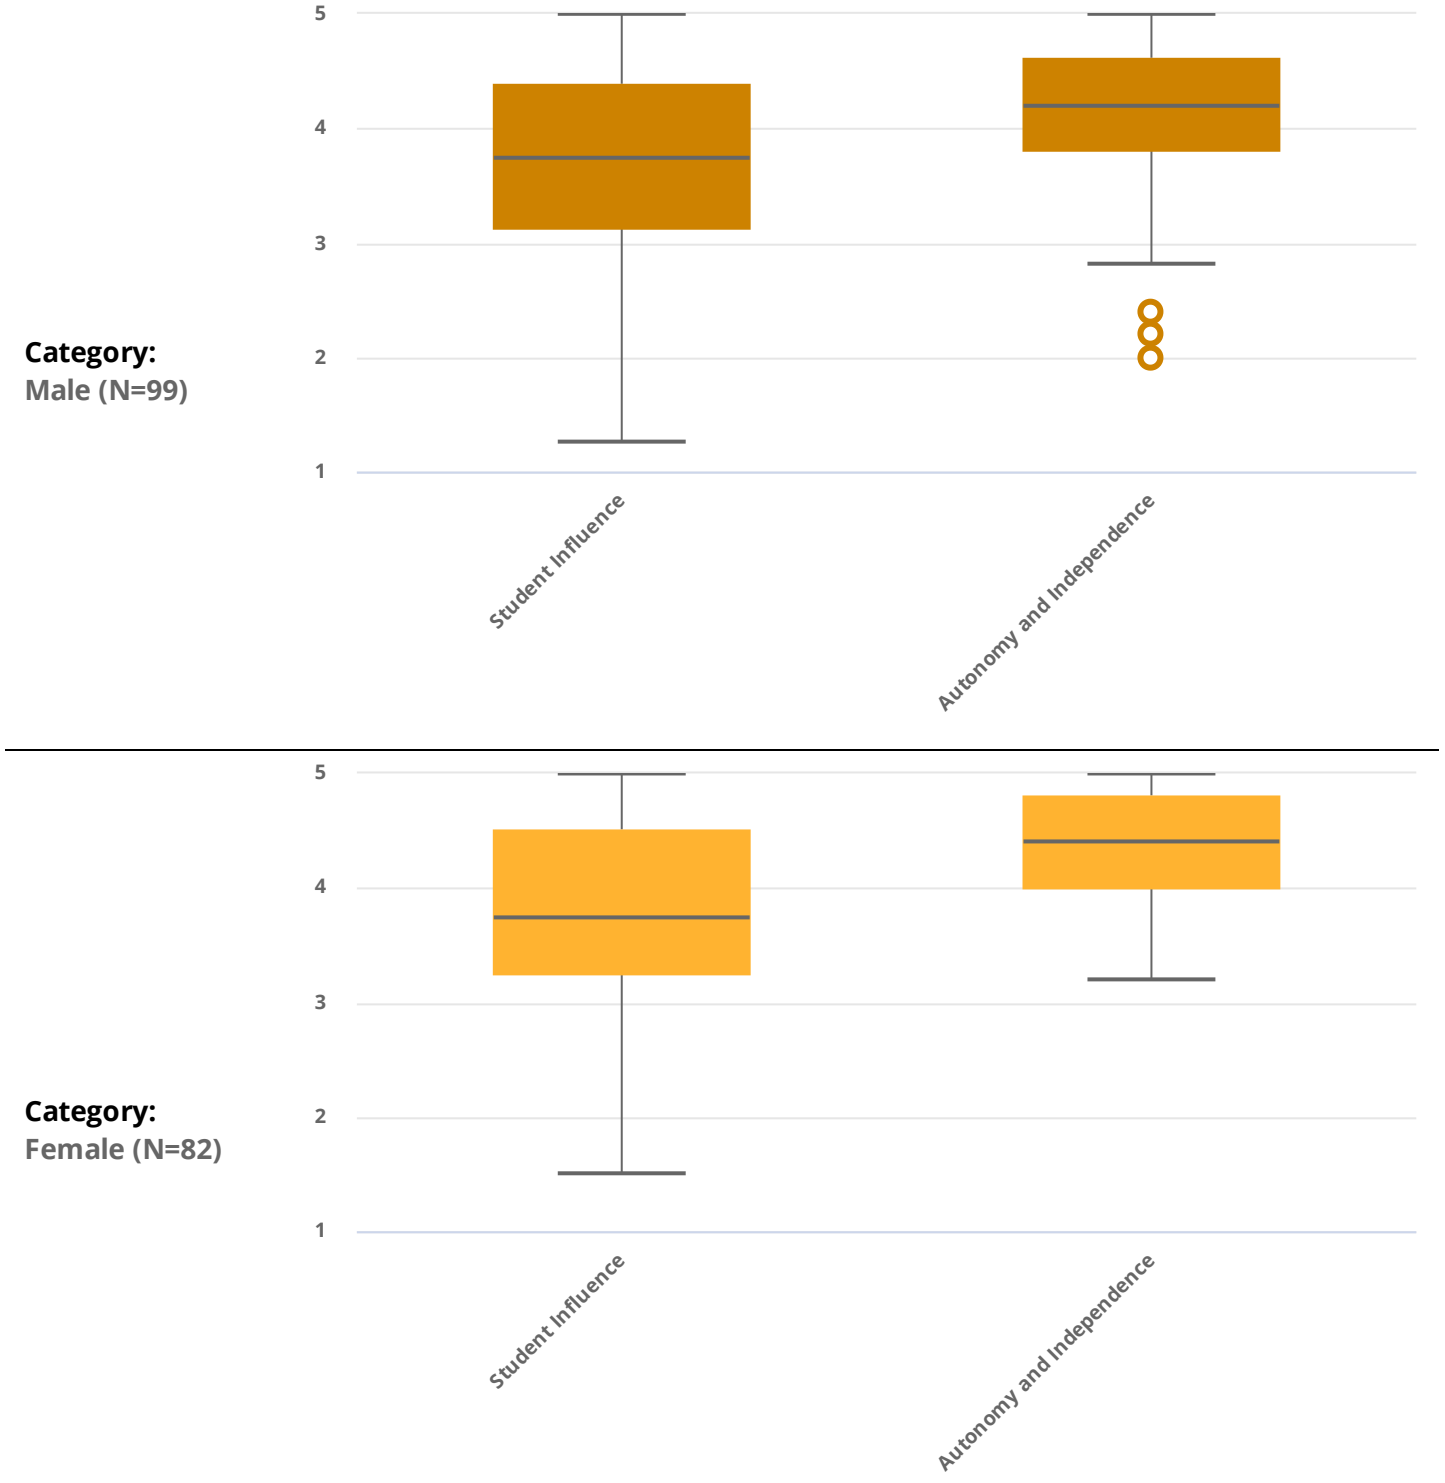 5
4
3
2
1
Category:
Male (N=99)
Student Influence
Autonomy and Independence
5
4
3
2
1
Category:
Female (N=82)
Student Influence
Autonomy and Independence